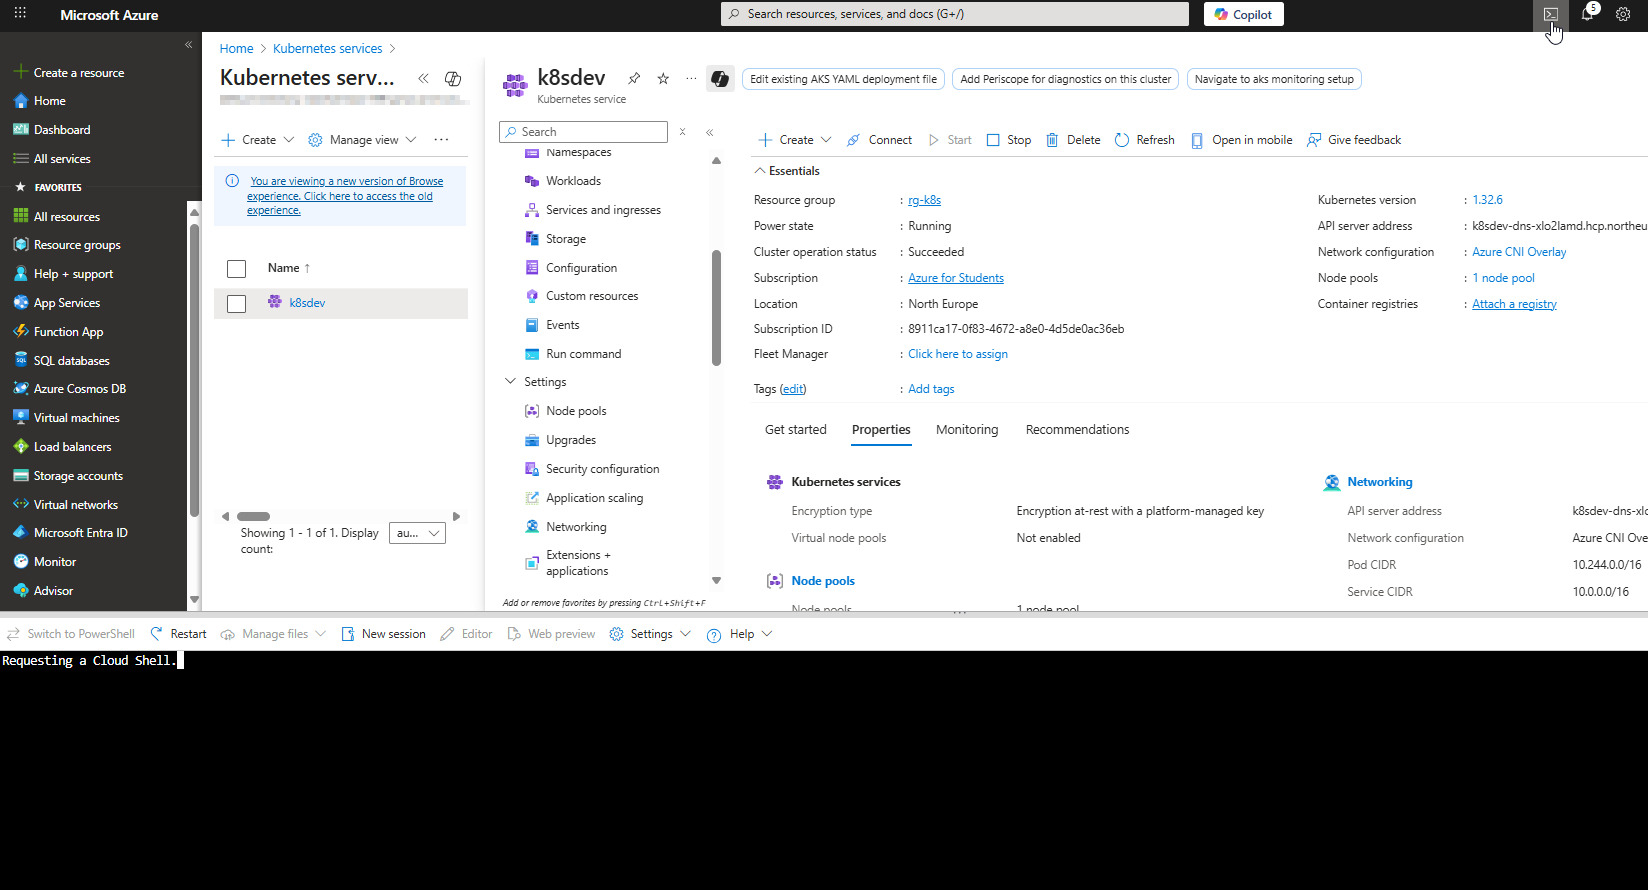 Microsoft Azure
Search resources, services, and docs (G+/)
Copilot
5
Create a resource
Home
Dashboard
All services
FAVORITES
All resources
Resource groups
Help + support
App Services
Function App
SQL databases
Azure Cosmos DB
Virtual machines
Load balancers
Storage accounts
Virtual networks
Microsoft Entra ID
Monitor
Advisor
Home > Kubernetes services >
Kubernetes serv...
Create
Manage view
You are viewing a new version of Browse
experience. Click here to access the old
experience.
Name ↑
k8sdev
Showing 1 - 1 of 1. Display
count:
au...
k8sdev
Kubernetes service
Edit existing AKS YAML deployment file
Add Periscope for diagnostics on this cluster
Navigate to aks monitoring setup
Search
Namespaces
Workloads
Services and ingresses
Storage
Configuration
Custom resources
Events
Run command
Settings
Node pools
Upgrades
Security configuration
Application scaling
Networking
Extensions +
applications
Add or remove favorites by pressing Ctrl+Shift+F
Create
Connect
Start
Stop
Delete
Refresh
Open in mobile
Give feedback
Essentials
Resource group : rg-k8s
Power state : Running
Cluster operation status : Succeeded
Subscription : Azure for Students
Location : North Europe
Subscription ID : 8911ca17-0f83-4672-a8e0-4d5de0ac36eb
Fleet Manager : Click here to assign
Tags (edit) : Add tags
Kubernetes version : 1.32.6
API server address : k8sdev-dns-xlo2lamd.hcp.northeu
Network configuration : Azure CNI Overlay
Node pools : 1 node pool
Container registries : Attach a registry
Get started
Properties
Monitoring
Recommendations
Kubernetes services
Encryption type Encryption at-rest with a platform-managed key
Virtual node pools Not enabled
Node pools
Node pools 1 node pool
Networking
API server address k8sdev-dns-xlo
Network configuration Azure CNI Ove
Pod CIDR 10.244.0.0/16
Service CIDR 10.0.0.0/16
Switch to PowerShell
Restart
Manage files
New session
Editor
Web preview
Settings
Help
Requesting a Cloud Shell.